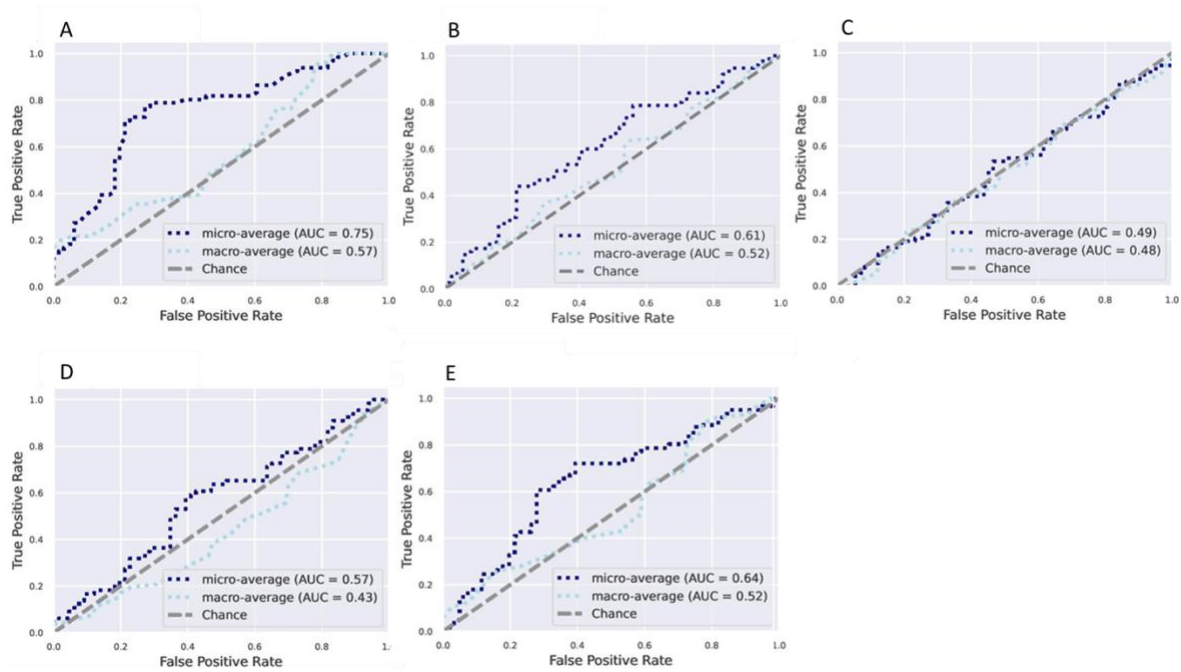 A
1.0
0.8
0.6
0.4
0.2
0.0
True Positive Rate
micro-average (AUC = 0.75)
macro-average (AUC = 0.57)
Chance
0.0 0.2 0.4 0.6 0.8 1.0
False Positive Rate
B
1.0
0.8
0.6
0.4
0.2
0.0
True Positive Rate
micro-average (AUC = 0.61)
macro-average (AUC = 0.52)
Chance
0.0 0.2 0.4 0.6 0.8 1.0
False Positive Rate
C
1.0
0.8
0.6
0.4
0.2
0.0
True Positive Rate
micro-average (AUC = 0.49)
macro-average (AUC = 0.48)
Chance
0.0 0.2 0.4 0.6 0.8 1.0
False Positive Rate
D
1.0
0.8
0.6
0.4
0.2
0.0
True Positive Rate
micro-average (AUC = 0.57)
macro-average (AUC = 0.43)
Chance
0.0 0.2 0.4 0.6 0.8 1.0
False Positive Rate
E
1.0
0.8
0.6
0.4
0.2
0.0
True Positive Rate
micro-average (AUC = 0.64)
macro-average (AUC = 0.52)
Chance
0.0 0.2 0.4 0.6 0.8 1.0
False Positive Rate